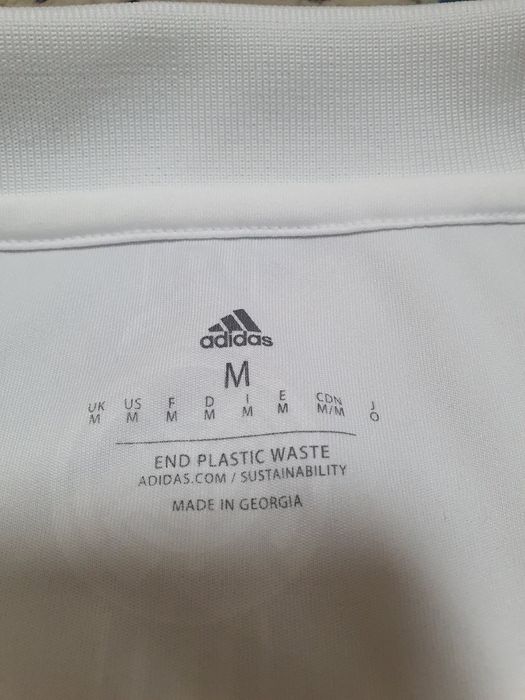 adidas
M
UK US F D I E CDN J
M M M M M M M/M O
END PLASTIC WASTE
ADIDAS.COM / SUSTAINABILITY
MADE IN GEORGIA